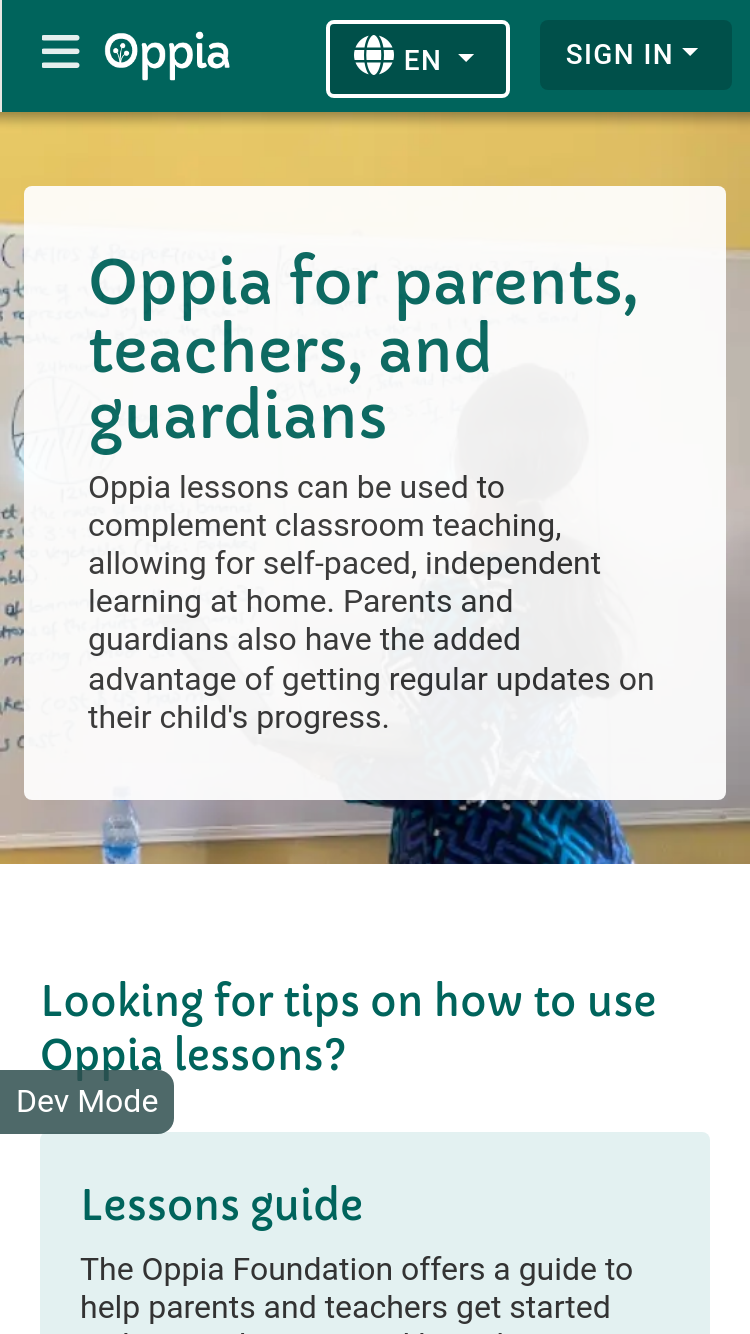 Oppia
EN
SIGN IN
Oppia for parents,
teachers, and
guardians
Oppia lessons can be used to
complement classroom teaching,
allowing for self-paced, independent
learning at home. Parents and
guardians also have the added
advantage of getting regular updates on
their child's progress.
Looking for tips on how to use
Oppia lessons?
Dev Mode
Lessons guide
The Oppia Foundation offers a guide to
help parents and teachers get started